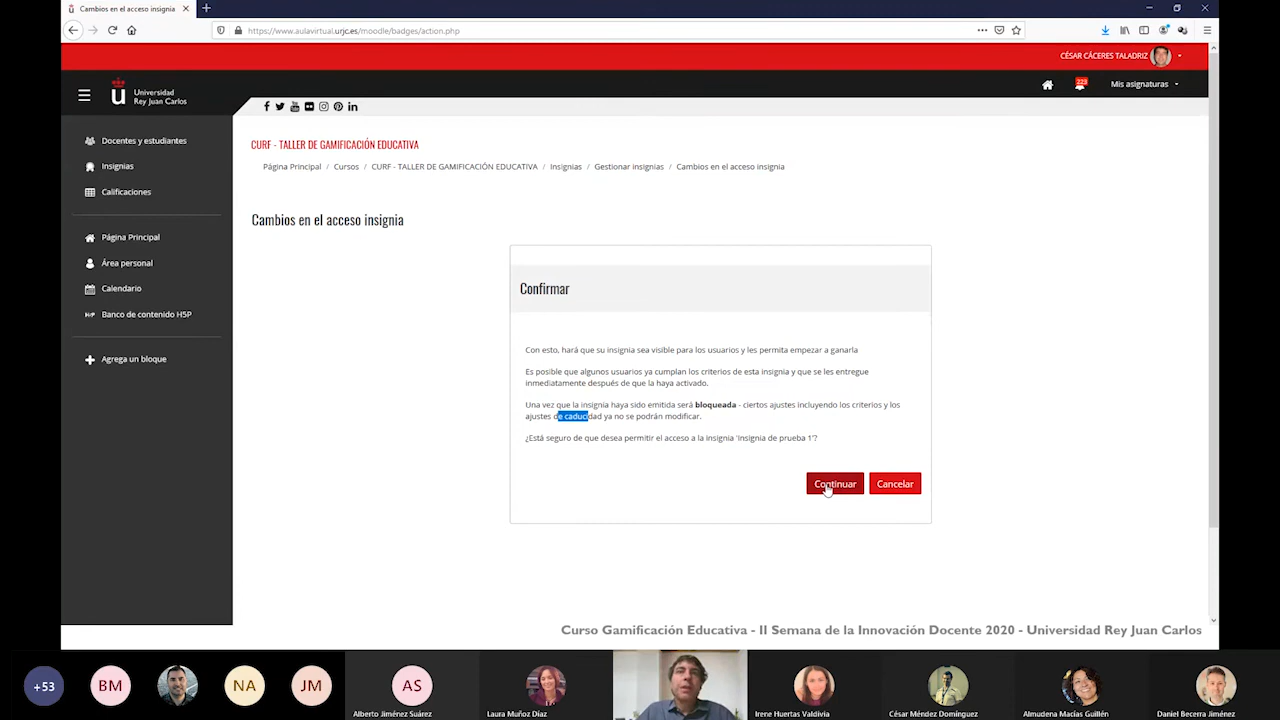 Cambios en el acceso insignia
https://www.aulavirtual.urjc.es/moodle/badges/action.php
CÉSAR CÁCERES TALADRIZ
Universidad
Rey Juan Carlos
228
Mis asignaturas
Docentes y estudiantes
Insignias
Calificaciones
Página Principal
Área personal
Calendario
H5P Banco de contenido H5P
Agrega un bloque
CURF - TALLER DE GAMIFICACIÓN EDUCATIVA
Página Principal / Cursos / CURF - TALLER DE GAMIFICACIÓN EDUCATIVA / Insignias / Gestionar insignias / Cambios en el acceso insignia
Cambios en el acceso insignia
Confirmar
Con esto, hará que su insignia sea visible para los usuarios y les permita empezar a ganarla
Es posible que algunos usuarios ya cumplan los criterios de esta insignia y que se les entregue
inmediatamente después de que la haya activado.
Una vez que la insignia haya sido emitida será bloqueada - ciertos ajustes incluyendo los criterios y los
ajustes de caducidad ya no se podrán modificar.
¿Está seguro de que desea permitir el acceso a la insignia 'Insignia de prueba 1'?
Continuar Cancelar
Curso Gamificación Educativa - II Semana de la Innovación Docente 2020 - Universidad Rey Juan Carlos
+53 BM NA JM AS
Alberto Jiménez Suárez Laura Muñoz Díaz Irene Huertas Valdivia César Méndez Domínguez Almudena Macías Guillén Daniel Becerra Jiménez